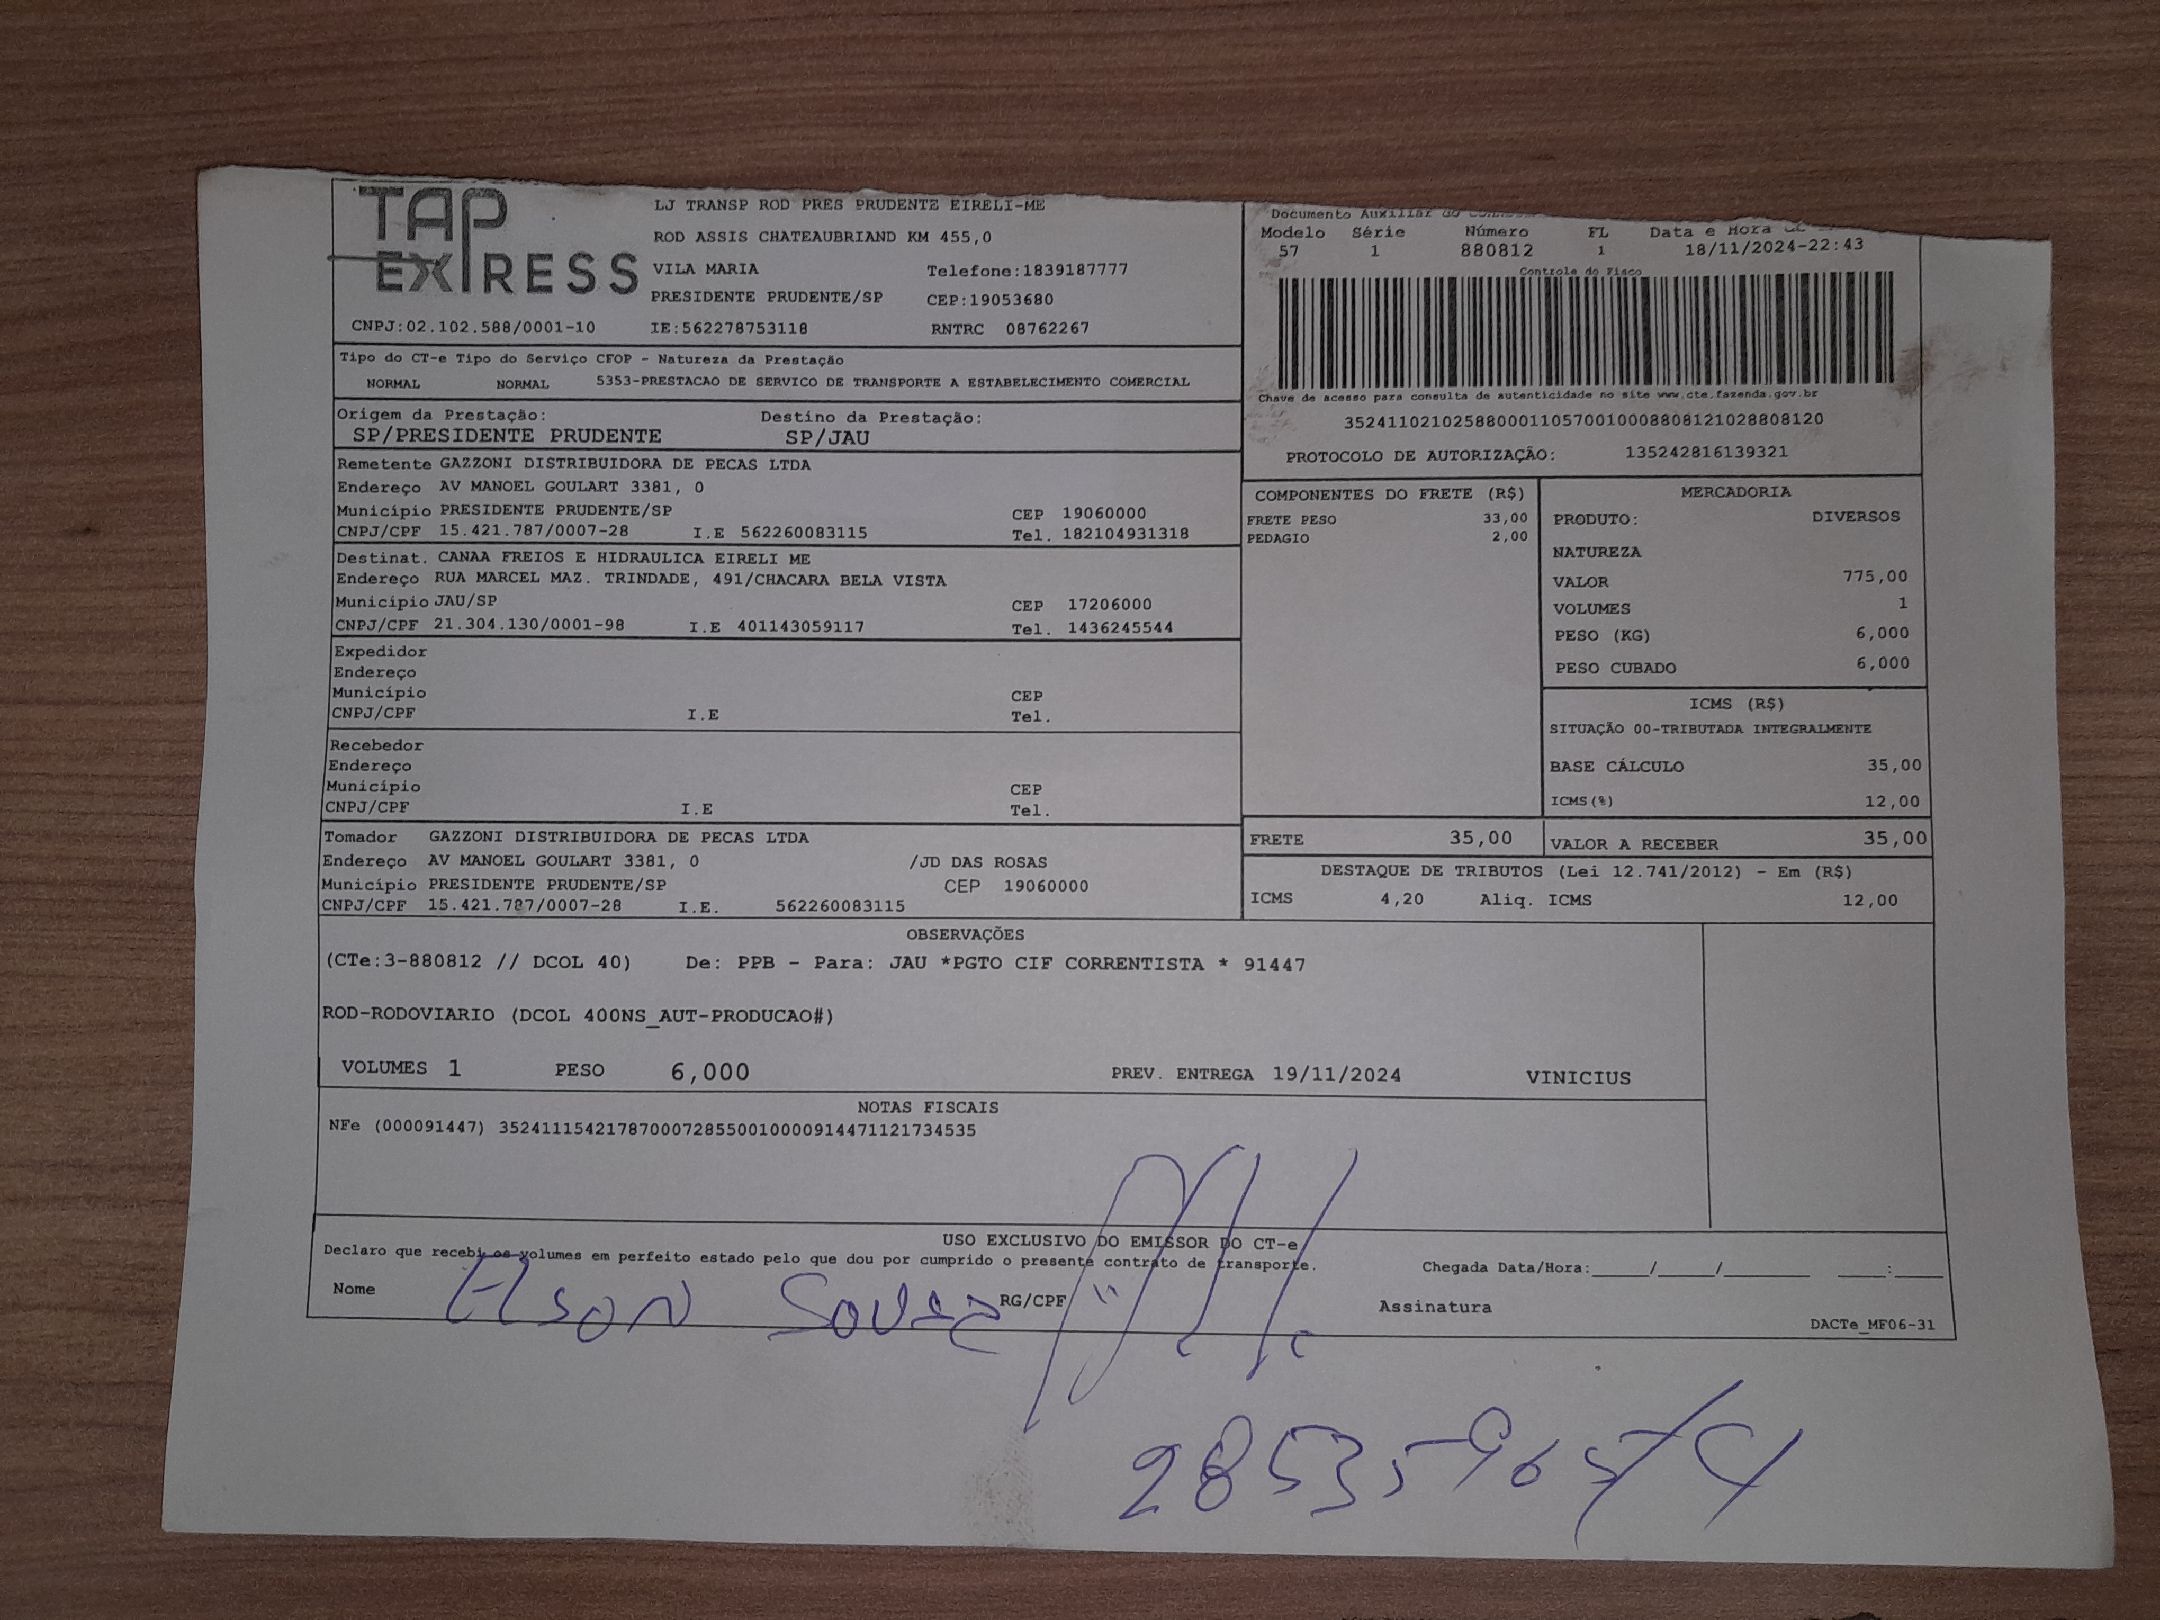 TAP EXPRESS
LJ TRANSP ROD PRES PRUDENTE EIRELI-ME
ROD ASSIS CHATEAUBRIAND KM 455,0
VILA MARIA Telefone:1839187777
PRESIDENTE PRUDENTE/SP CEP:19053680
CNPJ:02.102.588/0001-10 IE:562278753118 RNTRC 08762267
Tipo do CT-e Tipo do Serviço CFOP - Natureza da Prestação
NORMAL NORMAL 5353-PRESTACAO DE SERVICO DE TRANSPORTE A ESTABELECIMENTO COMERCIAL
Origem da Prestação: Destino da Prestação:
SP/PRESIDENTE PRUDENTE SP/JAU
Remetente GAZZONI DISTRIBUIDORA DE PECAS LTDA
Endereço AV MANOEL GOULART 3381, 0
Município PRESIDENTE PRUDENTE/SP CEP 19060000
CNPJ/CPF 15.421.787/0007-28 I.E 562260083115 Tel. 182104931318
Destinat. CANAA FREIOS E HIDRAULICA EIRELI ME
Endereço RUA MARCEL MAZ. TRINDADE, 491/CHACARA BELA VISTA
Município JAU/SP CEP 17206000
CNPJ/CPF 21.304.130/0001-98 I.E 401143059117 Tel. 1436245544
Expedidor
Endereço
Município CEP
CNPJ/CPF I.E Tel.
Recebedor
Endereço
Município CEP
CNPJ/CPF I.E Tel.
Tomador GAZZONI DISTRIBUIDORA DE PECAS LTDA
Endereço AV MANOEL GOULART 3381, 0 /JD DAS ROSAS
Município PRESIDENTE PRUDENTE/SP CEP 19060000
CNPJ/CPF 15.421.787/0007-28 I.E. 562260083115
Documento Auxiliar do
Modelo Série Número FL Data e Hora
57 1 880812 1 18/11/2024-22:43
Controle do Fisco
Chave de acesso para consulta de autenticidade no site www.cte.fazenda.gov.br
35241102102588000110570010008808121028808120
PROTOCOLO DE AUTORIZAÇÃO: 135242816139321
COMPONENTES DO FRETE (R$)
FRETE PESO 33,00
PEDAGIO 2,00
MERCADORIA
PRODUTO: DIVERSOS
NATUREZA
VALOR 775,00
VOLUMES 1
PESO (KG) 6,000
PESO CUBADO 6,000
ICMS (R$)
SITUAÇÃO 00-TRIBUTADA INTEGRALMENTE
BASE CÁLCULO 35,00
ICMS(%) 12,00
FRETE 35,00 VALOR A RECEBER 35,00
DESTAQUE DE TRIBUTOS (Lei 12.741/2012) - Em (R$)
ICMS 4,20 Aliq. ICMS 12,00
OBSERVAÇÕES
(CTe:3-880812 // DCOL 40) De: PPB - Para: JAU *PGTO CIF CORRENTISTA * 91447
ROD-RODOVIARIO (DCOL 400NS_AUT-PRODUCAO#)
VOLUMES 1 PESO 6,000 PREV. ENTREGA 19/11/2024 VINICIUS
NOTAS FISCAIS
NFe (000091447) 35241115421787000728550010000914471121734535
USO EXCLUSIVO DO EMISSOR DO CT-e
Declaro que recebi os volumes em perfeito estado pelo que dou por cumprido o presente contrato de transporte.
Chegada Data/Hora:____/____/______ ___:___
Nome Elson Souza RG/CPF Assinatura
DACTe_MF06-31